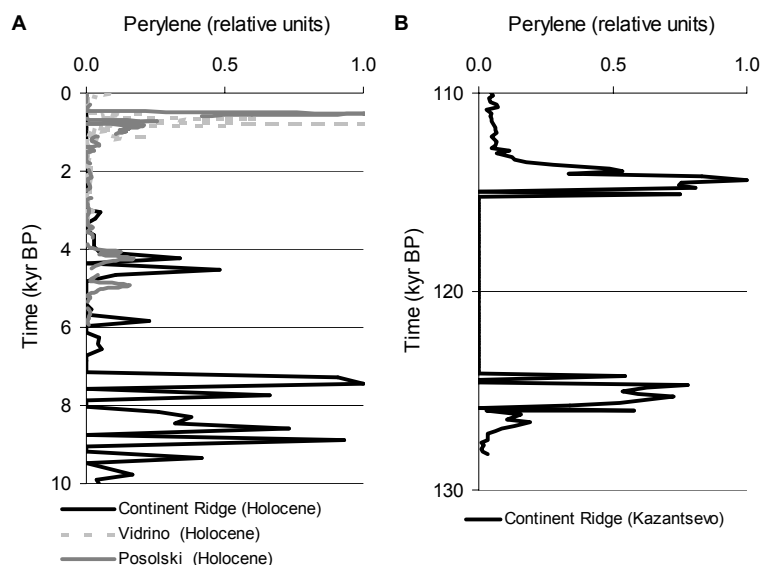 A Perylene (relative units)
0.0 0.5 1.0
0
2
4
6
8
10
Time (kyr BP)
Continent Ridge (Holocene)
Vidrino (Holocene)
Posolski (Holocene)
B Perylene (relative units)
0.0 0.5 1.0
110
120
130
Time (kyr BP)
Continent Ridge (Kazantsevo)